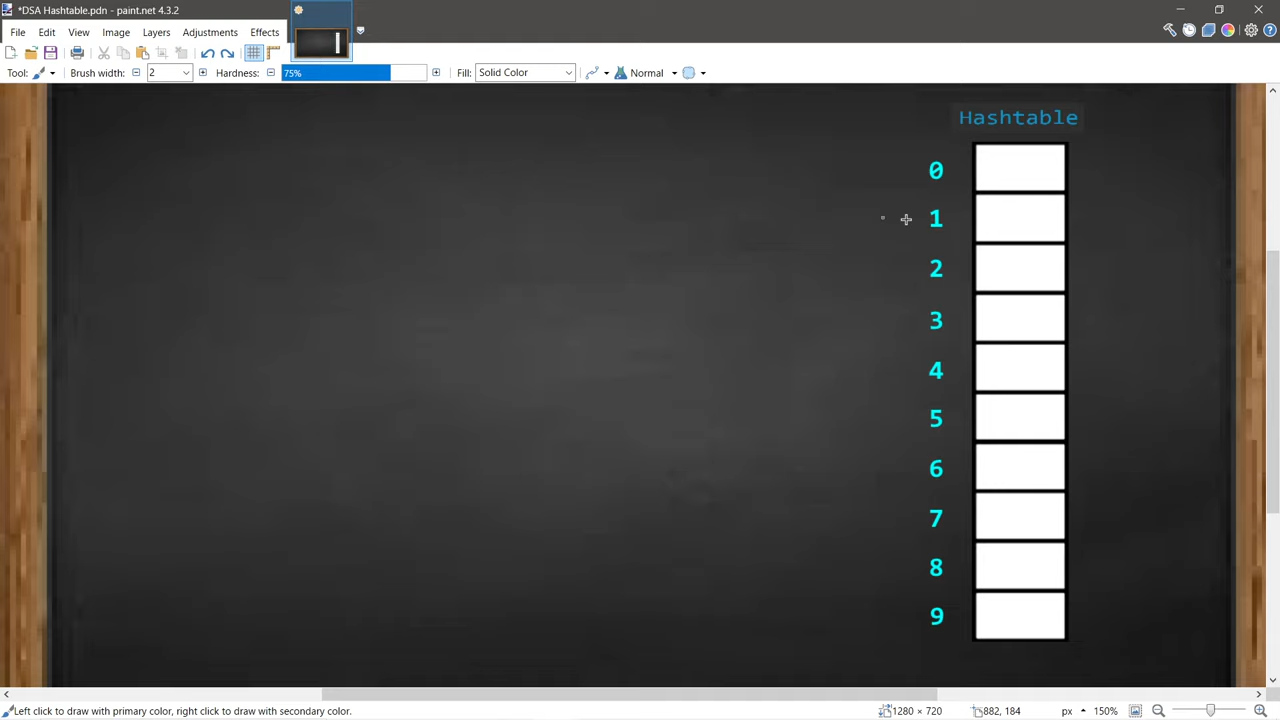 *DSA Hashtable.pdn - paint.net 4.3.2
File Edit View Image Layers Adjustments Effects
Tool: Brush width: 2 Hardness: 75% Fill: Solid Color Normal
Hashtable
0
1
2
3
4
5
6
7
8
9
Left click to draw with primary color, right click to draw with secondary color. 1280 × 720 882, 184 px 150%